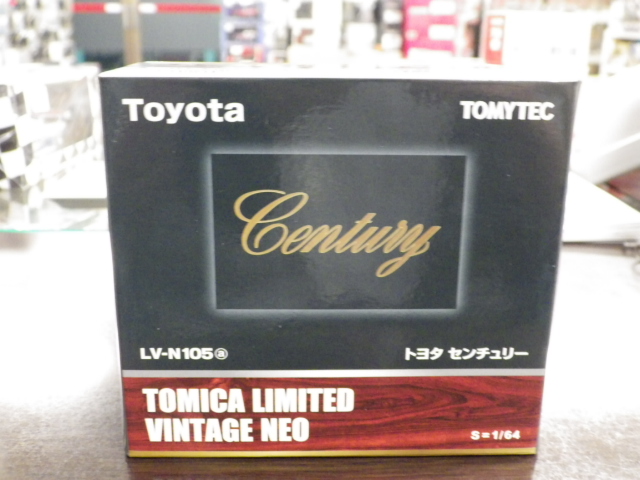 Toyota
TOMYTEC
Century
LV-N105ⓐ
トヨタ センチュリー
TOMICA LIMITED
VINTAGE NEO
S=1/64